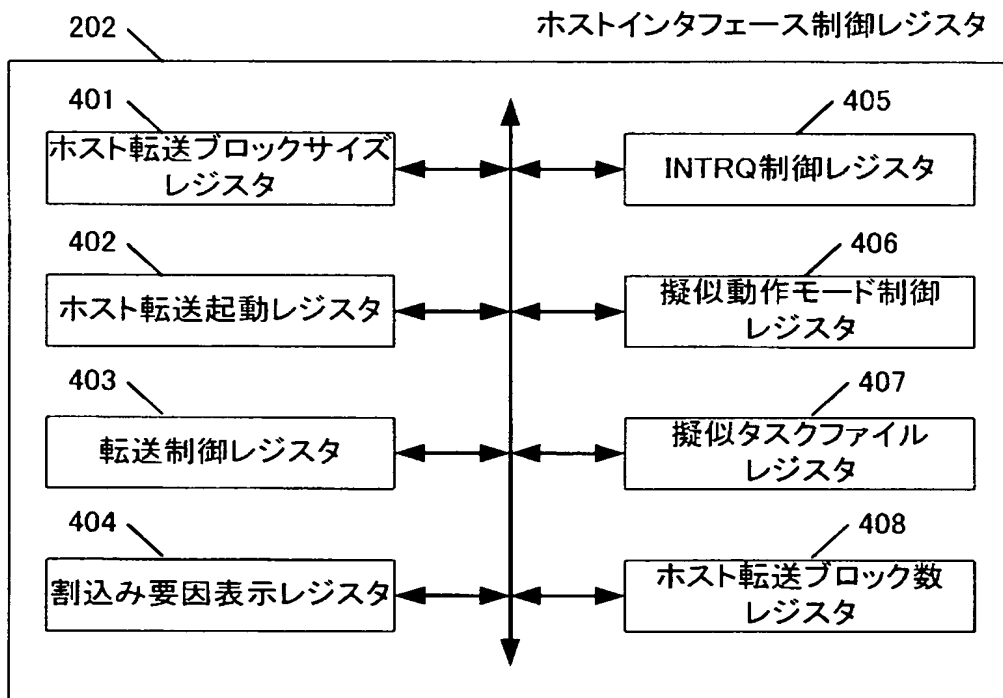 202
ホストインタフェース制御レジスタ
401
ホスト転送ブロックサイズ
レジスタ
402
ホスト転送起動レジスタ
403
転送制御レジスタ
404
割込み要因表示レジスタ
405
INTRQ制御レジスタ
406
擬似動作モード制御
レジスタ
407
擬似タスクファイル
レジスタ
408
ホスト転送ブロック数
レジスタ